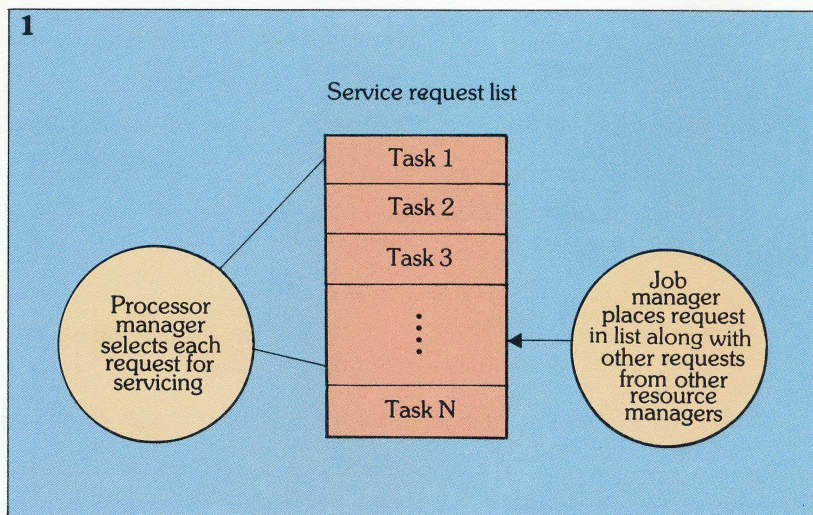 1
Service request list
Task 1
Task 2
Task 3
Task N
Processor
manager
selects each
request for
servicing
Job
manager
places request
in list along with
other requests
from other
resource
managers